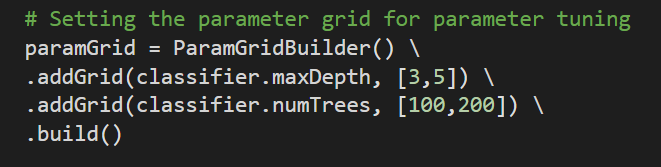 # Setting the parameter grid for parameter tuning
paramGrid = ParamGridBuilder() \
.addGrid(classifier.maxDepth, [3,5]) \
.addGrid(classifier.numTrees, [100,200]) \
.build()